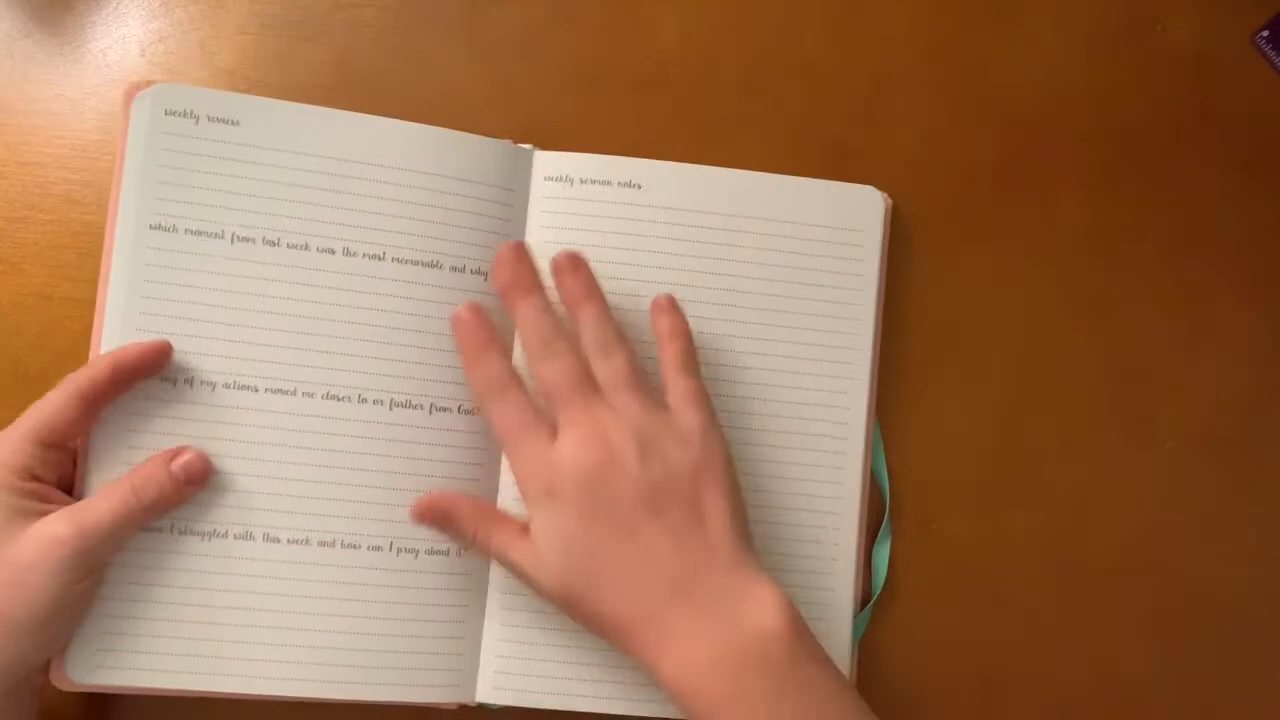 weekly review
which moment from last week was the most memorable and why
of my actions moved me closer to or further from God?
I struggled with this week and how can I pray about it?
weekly sermon notes